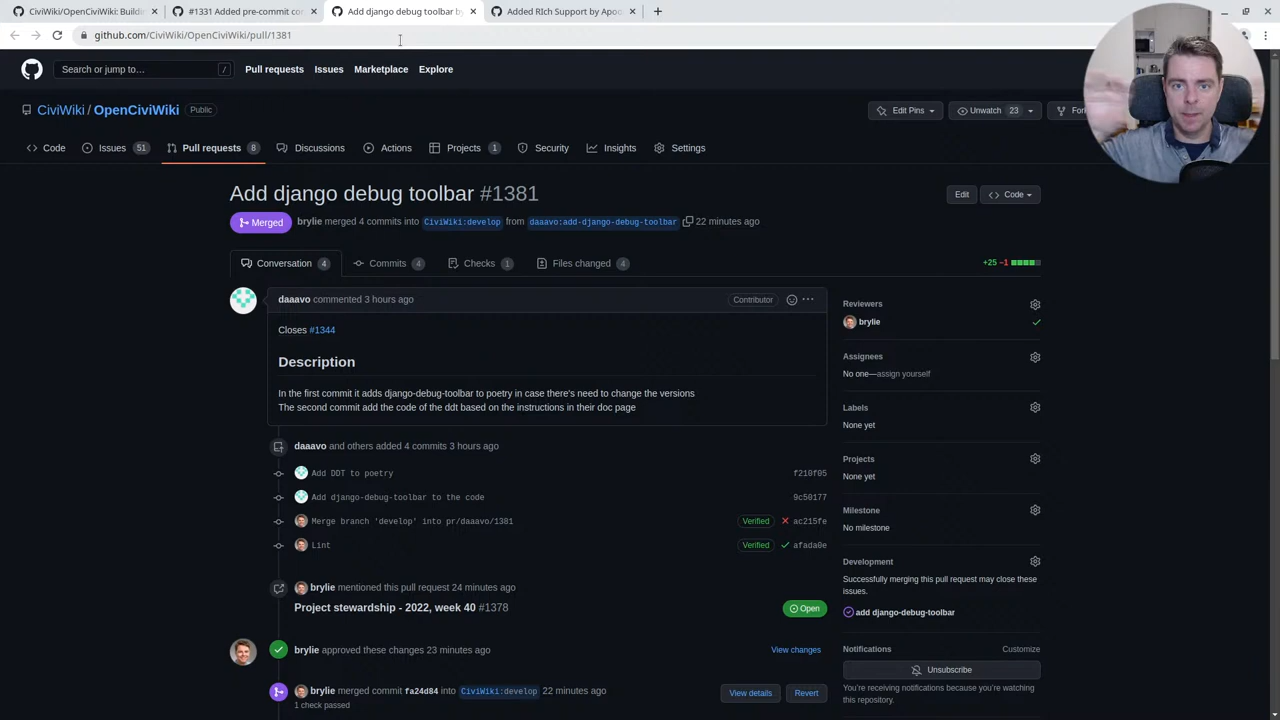 CiviWiki/OpenCiviWiki: Buildi
#1331 Added pre-commit cor
Add django debug toolbar by
Added RIch Support by Apoo
github.com/CiviWiki/OpenCiviWiki/pull/1381
Search or jump to...
/
Pull requests
Issues
Marketplace
Explore
CiviWiki / OpenCiviWiki
Public
Edit Pins
Unwatch 23
Fork
Code
Issues 51
Pull requests 8
Discussions
Actions
Projects 1
Security
Insights
Settings
Add django debug toolbar #1381
Edit
Code
Merged
brylie merged 4 commits into CiviWiki:develop from daaavo:add-django-debug-toolbar 22 minutes ago
Conversation 4
Commits 4
Checks 1
Files changed 4
+25 −1
daaavo commented 3 hours ago
Contributor
Closes #1344
Description
In the first commit it adds django-debug-toolbar to poetry in case there's need to change the versions
The second commit add the code of the ddt based on the instructions in their doc page
daaavo and others added 4 commits 3 hours ago
Add DDT to poetry f210f05
Add django-debug-toolbar to the code 9c50177
Merge branch 'develop' into pr/daaavo/1381 Verified ac215fe
Lint Verified afada0e
brylie mentioned this pull request 24 minutes ago
Project stewardship - 2022, week 40 #1378
Open
brylie approved these changes 23 minutes ago
View changes
brylie merged commit fa24d84 into CiviWiki:develop 22 minutes ago
1 check passed
View details
Revert
Reviewers
brylie
Assignees
No one—assign yourself
Labels
None yet
Projects
None yet
Milestone
No milestone
Development
Successfully merging this pull request may close these
issues.
add django-debug-toolbar
Notifications
Customize
Unsubscribe
You're receiving notifications because you're watching
this repository.